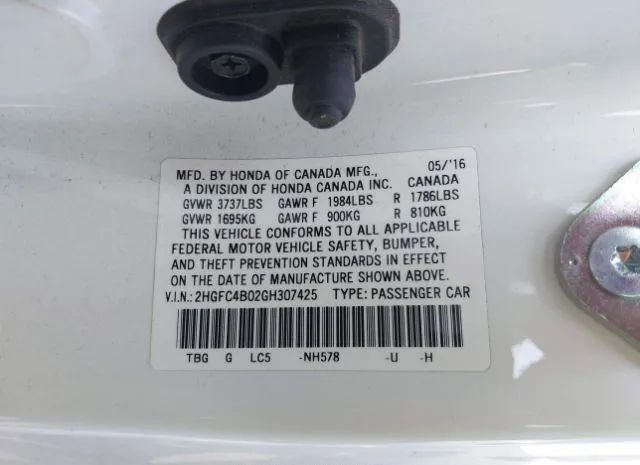 MFD. BY HONDA OF CANADA MFG., 05/'16
A DIVISION OF HONDA CANADA INC. CANADA
GVWR 3737LBS GAWR F 1984LBS R 1786LBS
GVWR 1695KG GAWR F 900KG R 810KG
THIS VEHICLE CONFORMS TO ALL APPLICABLE
FEDERAL MOTOR VEHICLE SAFETY, BUMPER,
AND THEFT PREVENTION STANDARDS IN EFFECT
ON THE DATE OF MANUFACTURE SHOWN ABOVE.
V.I.N.: 2HGFC4B02GH307425 TYPE: PASSENGER CAR
TBG G LC5 -NH578 -U -H